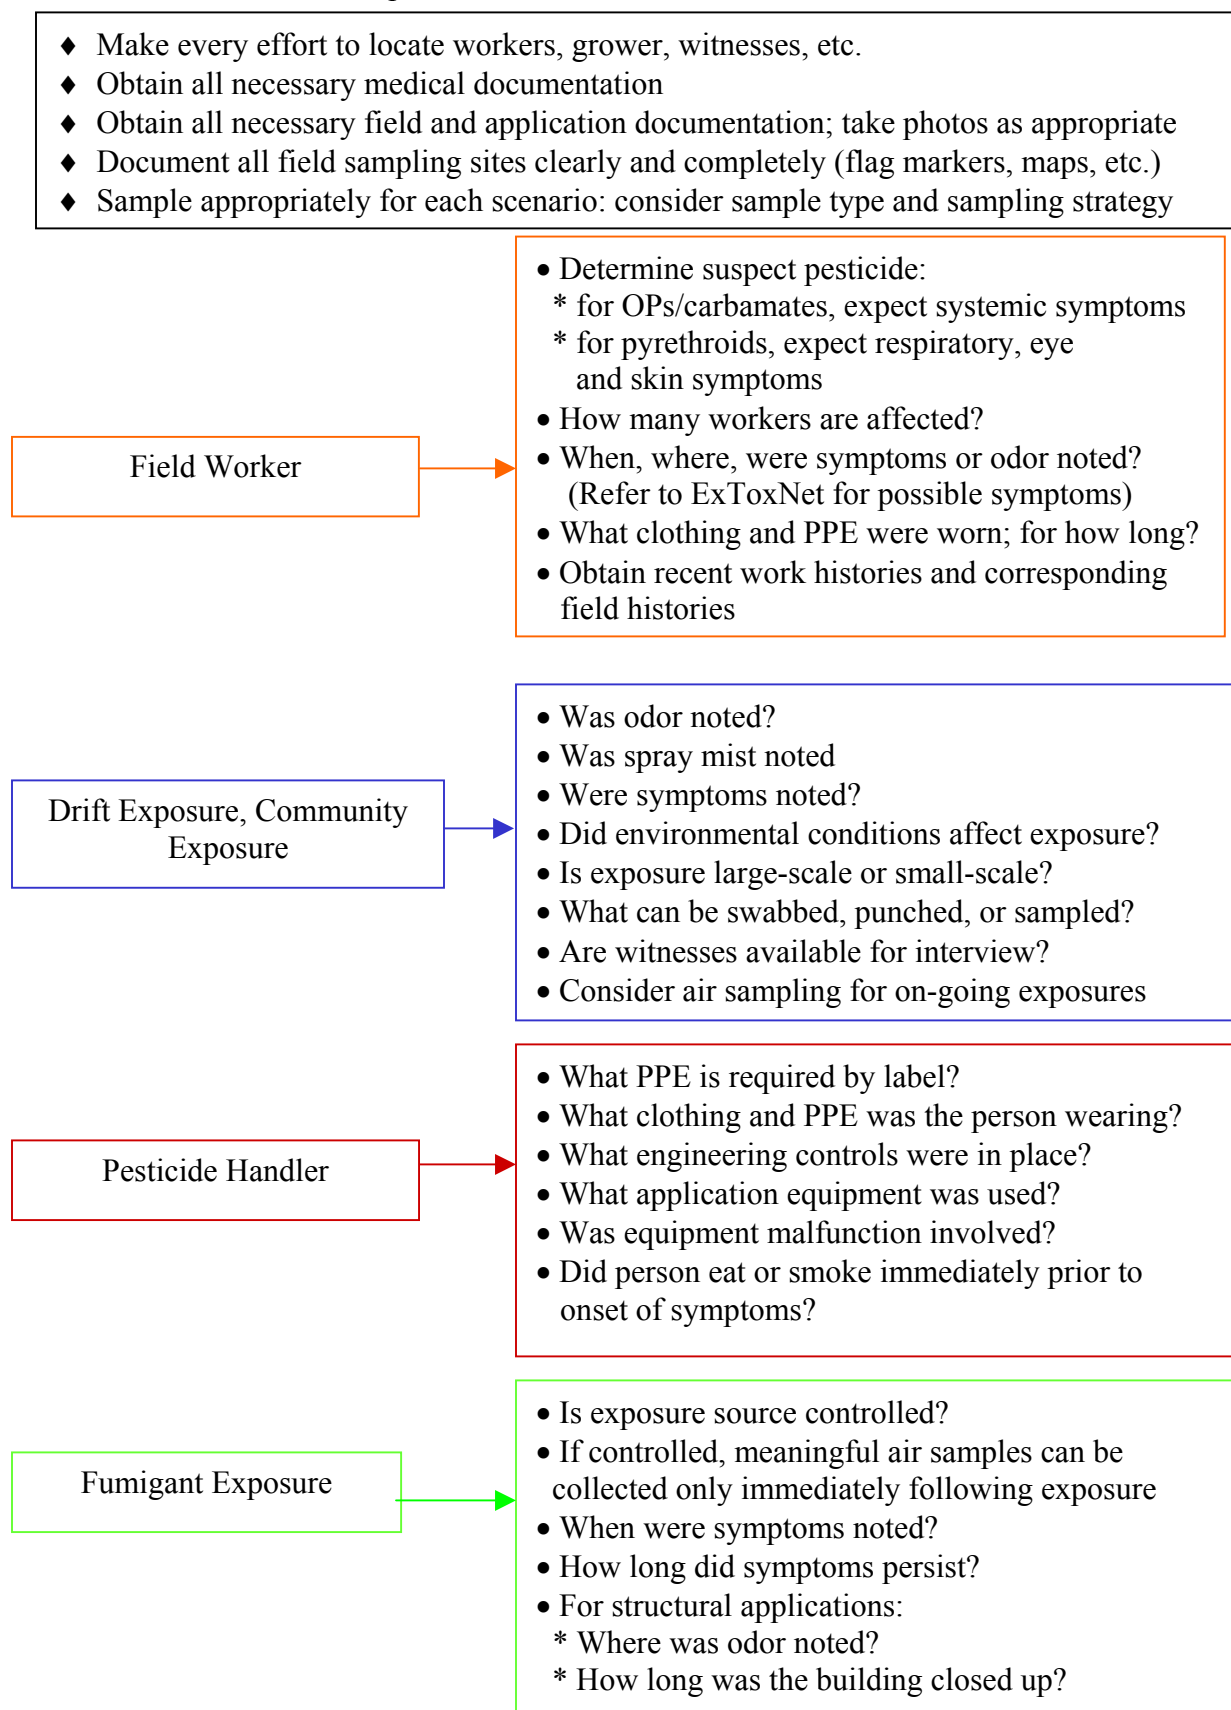 ♦ Make every effort to locate workers, grower, witnesses, etc.
♦ Obtain all necessary medical documentation
♦ Obtain all necessary field and application documentation; take photos as appropriate
♦ Document all field sampling sites clearly and completely (flag markers, maps, etc.)
♦ Sample appropriately for each scenario: consider sample type and sampling strategy
Field Worker
• Determine suspect pesticide:
* for OPs/carbamates, expect systemic symptoms
* for pyrethroids, expect respiratory, eye
and skin symptoms
• How many workers are affected?
• When, where, were symptoms or odor noted?
(Refer to ExToxNet for possible symptoms)
• What clothing and PPE were worn; for how long?
• Obtain recent work histories and corresponding
field histories
Drift Exposure, Community
Exposure
• Was odor noted?
• Was spray mist noted
• Were symptoms noted?
• Did environmental conditions affect exposure?
• Is exposure large-scale or small-scale?
• What can be swabbed, punched, or sampled?
• Are witnesses available for interview?
• Consider air sampling for on-going exposures
Pesticide Handler
• What PPE is required by label?
• What clothing and PPE was the person wearing?
• What engineering controls were in place?
• What application equipment was used?
• Was equipment malfunction involved?
• Did person eat or smoke immediately prior to
onset of symptoms?
Fumigant Exposure
• Is exposure source controlled?
• If controlled, meaningful air samples can be
collected only immediately following exposure
• When were symptoms noted?
• How long did symptoms persist?
• For structural applications:
* Where was odor noted?
* How long was the building closed up?